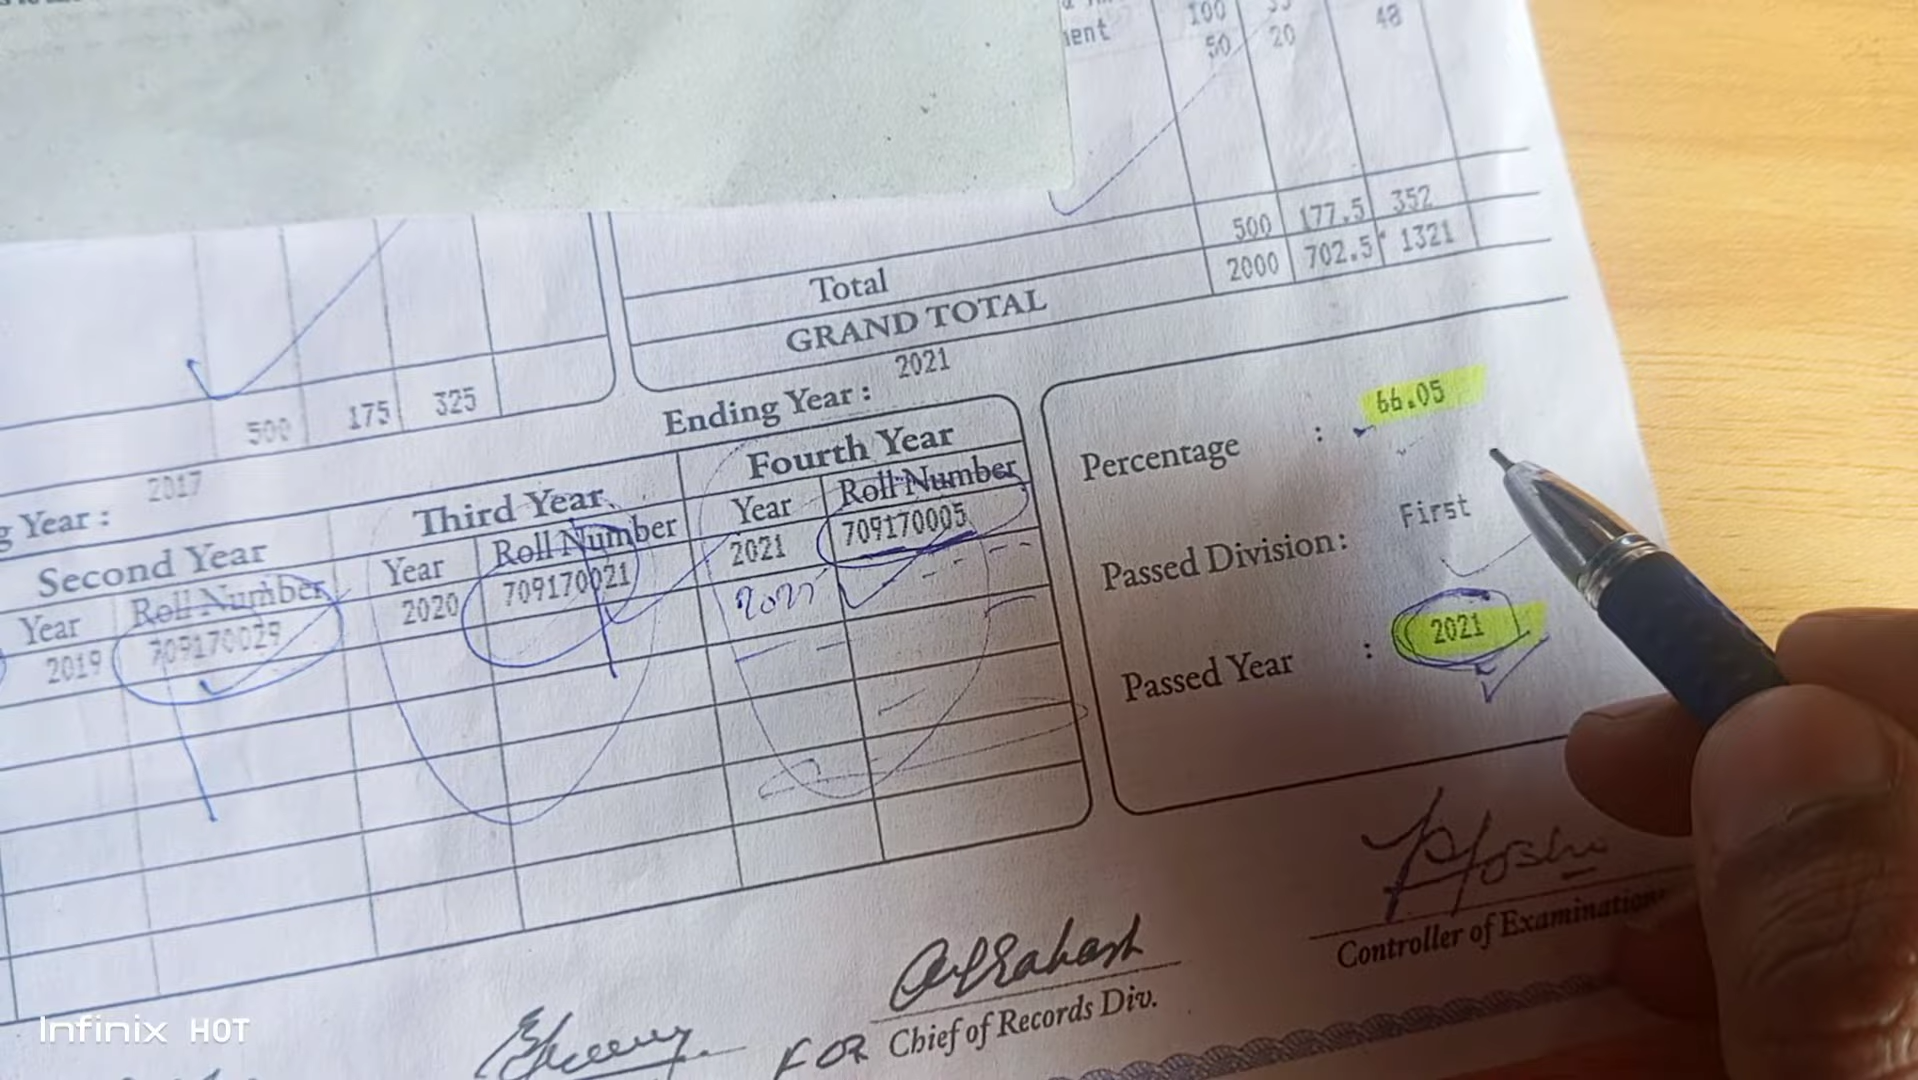 100
ment 50 20 48
Total 500 177.5 352
GRAND TOTAL 2000 702.5 1321
500 175 325
Year : 2017
Ending Year : 2021
Second Year Third Year Fourth Year
Year Roll Number Year Roll Number Year Roll Number
2019 709170029 2020 709170021 2021 709170005
Percentage : 66.05
Passed Division: First
Passed Year : 2021
Controller of Examinations
FOR Chief of Records Div.
Infinix HOT